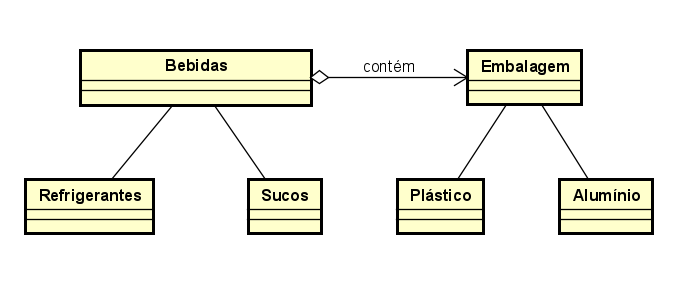 Bebidas
contém
Embalagem
Refrigerantes
Sucos
Plástico
Alumínio